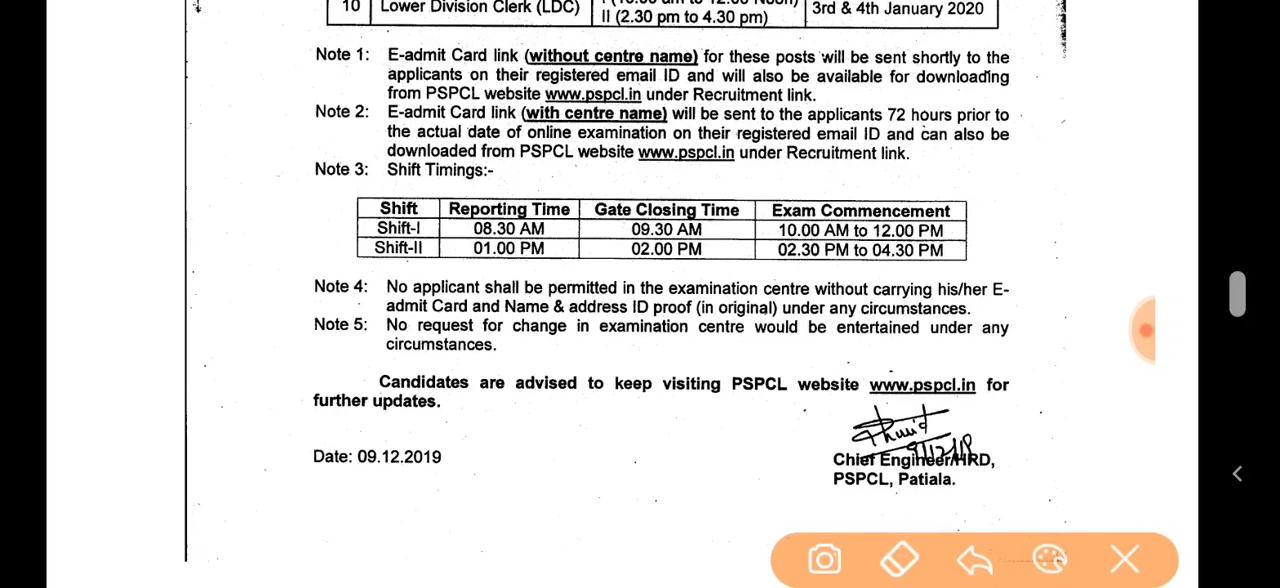 10 Lower Division Clerk (LDC) II (2.30 pm to 4.30 pm) 3rd & 4th January 2020
Note 1: E-admit Card link (without centre name) for these posts will be sent shortly to the
applicants on their registered email ID and will also be available for downloading
from PSPCL website www.pspcl.in under Recruitment link.
Note 2: E-admit Card link (with centre name) will be sent to the applicants 72 hours prior to
the actual date of online examination on their registered email ID and can also be
downloaded from PSPCL website www.pspcl.in under Recruitment link.
Note 3: Shift Timings:-
Shift Reporting Time Gate Closing Time Exam Commencement
Shift-I 08.30 AM 09.30 AM 10.00 AM to 12.00 PM
Shift-II 01.00 PM 02.00 PM 02.30 PM to 04.30 PM
Note 4: No applicant shall be permitted in the examination centre without carrying his/her E-
admit Card and Name & address ID proof (in original) under any circumstances.
Note 5: No request for change in examination centre would be entertained under any
circumstances.
Candidates are advised to keep visiting PSPCL website www.pspcl.in for
further updates.
Date: 09.12.2019
Chief Engineer/HRD,
PSPCL, Patiala.